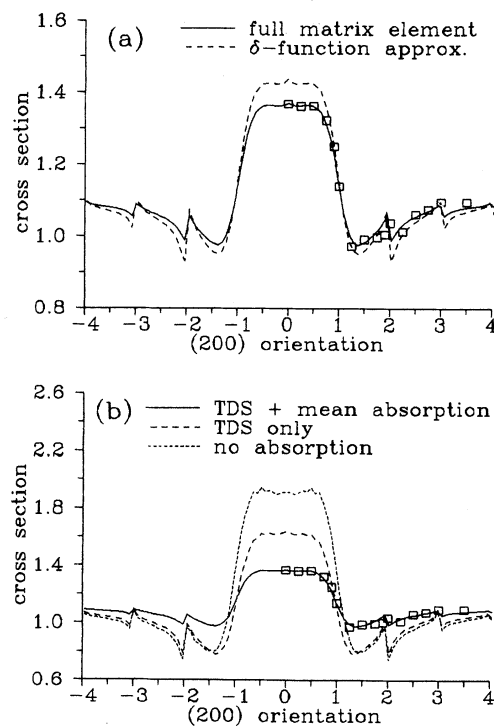 (a)
full matrix element
δ-function approx.
1.6
1.4
1.2
1.0
0.8
cross section
-4 -3 -2 -1 0 1 2 3 4
(200) orientation
(b)
TDS + mean absorption
TDS only
no absorption
2.6
2.2
1.8
1.4
1.0
0.6
cross section
-4 -3 -2 -1 0 1 2 3 4
(200) orientation